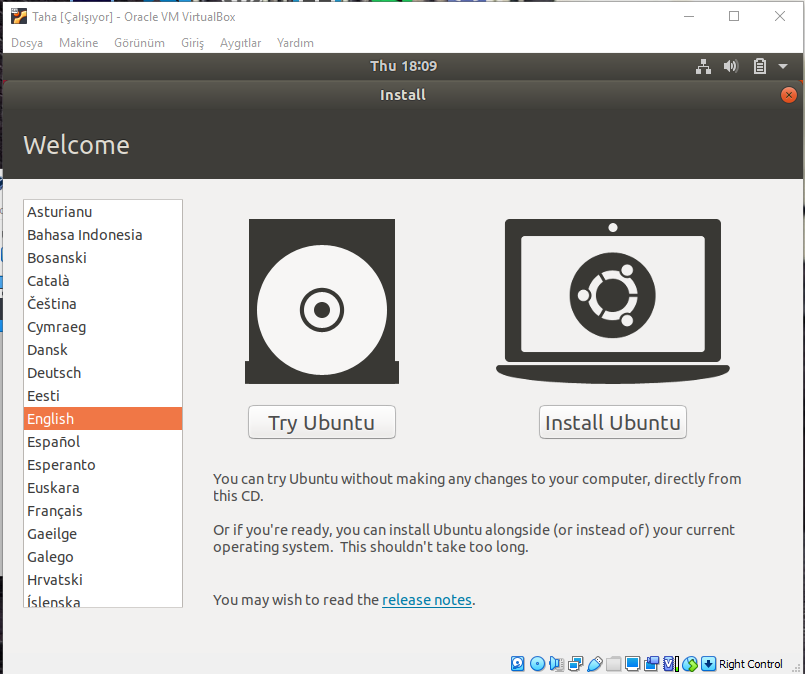 Taha [Çalışıyor] - Oracle VM VirtualBox
Dosya Makine Görünüm Giriş Aygıtlar Yardım
Thu 18:09
Install
Welcome
Asturianu
Bahasa Indonesia
Bosanski
Català
Čeština
Cymraeg
Dansk
Deutsch
Eesti
English
Español
Esperanto
Euskara
Français
Gaeilge
Galego
Hrvatski
Íslenska
Try Ubuntu
Install Ubuntu
You can try Ubuntu without making any changes to your computer, directly from
this CD.
Or if you're ready, you can install Ubuntu alongside (or instead of) your current
operating system. This shouldn't take too long.
You may wish to read the release notes.
Right Control